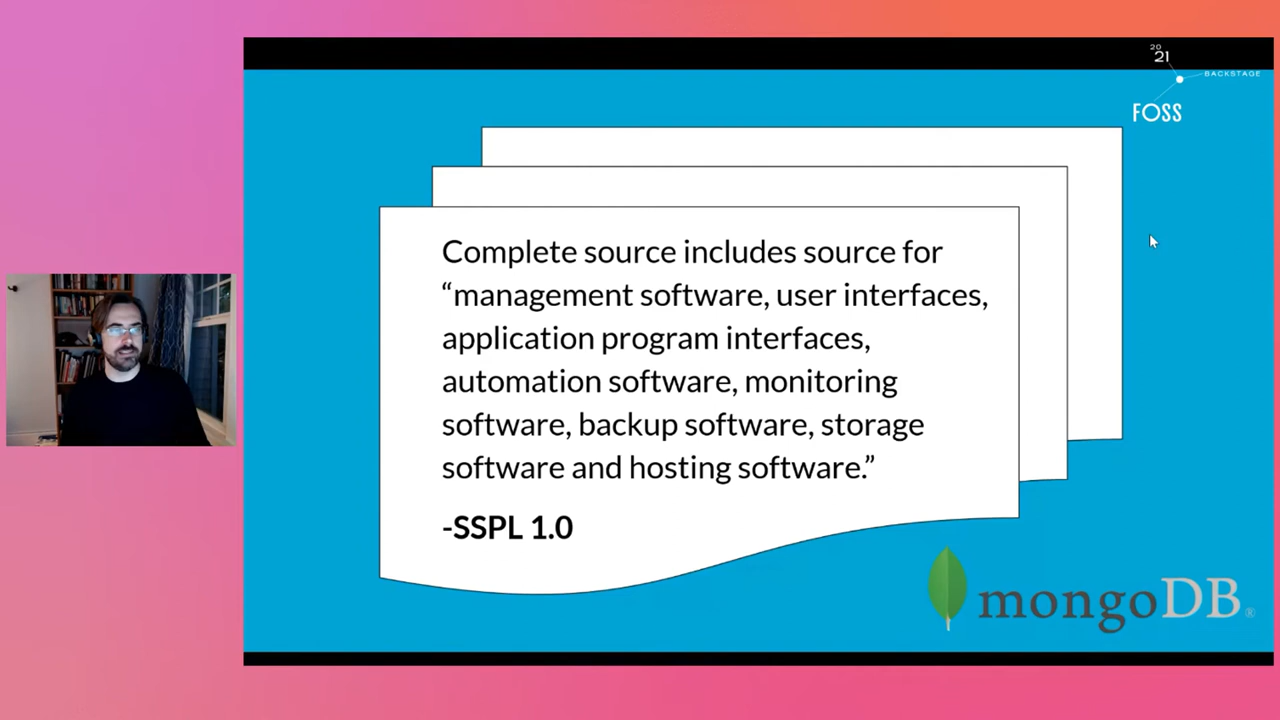 20
21
BACKSTAGE
FOSS
Complete source includes source for
“management software, user interfaces,
application program interfaces,
automation software, monitoring
software, backup software, storage
software and hosting software.”
-SSPL 1.0
mongoDB®